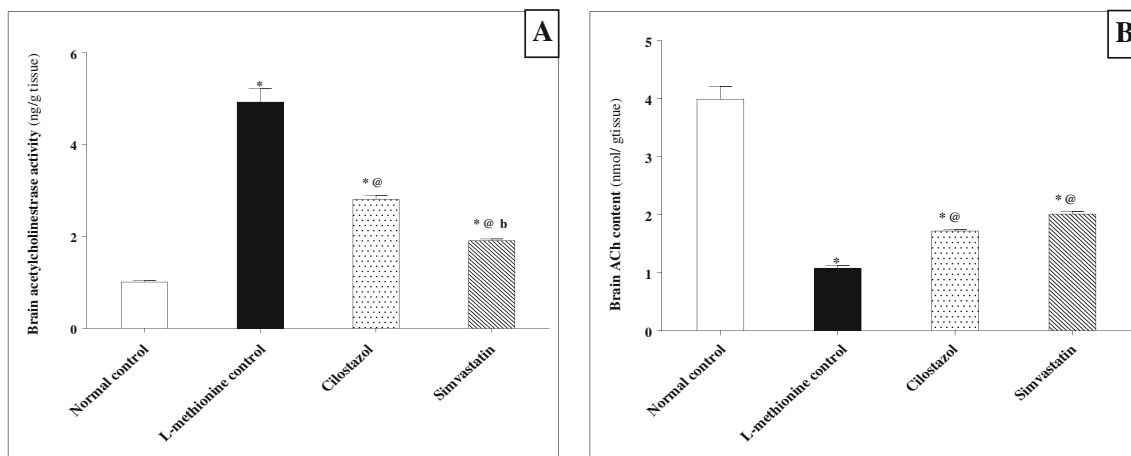 A
Brain acetylcholinestrase activity (ng/g tissue)
6
4
2
0
*
* @
* @ b
Normal control
L-methionine control
Cilostazol
Simvastatin
B
Brain ACh content (nmol/ gtissue)
5
4
3
2
1
0
*
* @
* @
Normal control
L-methionine control
Cilostazol
Simvastatin